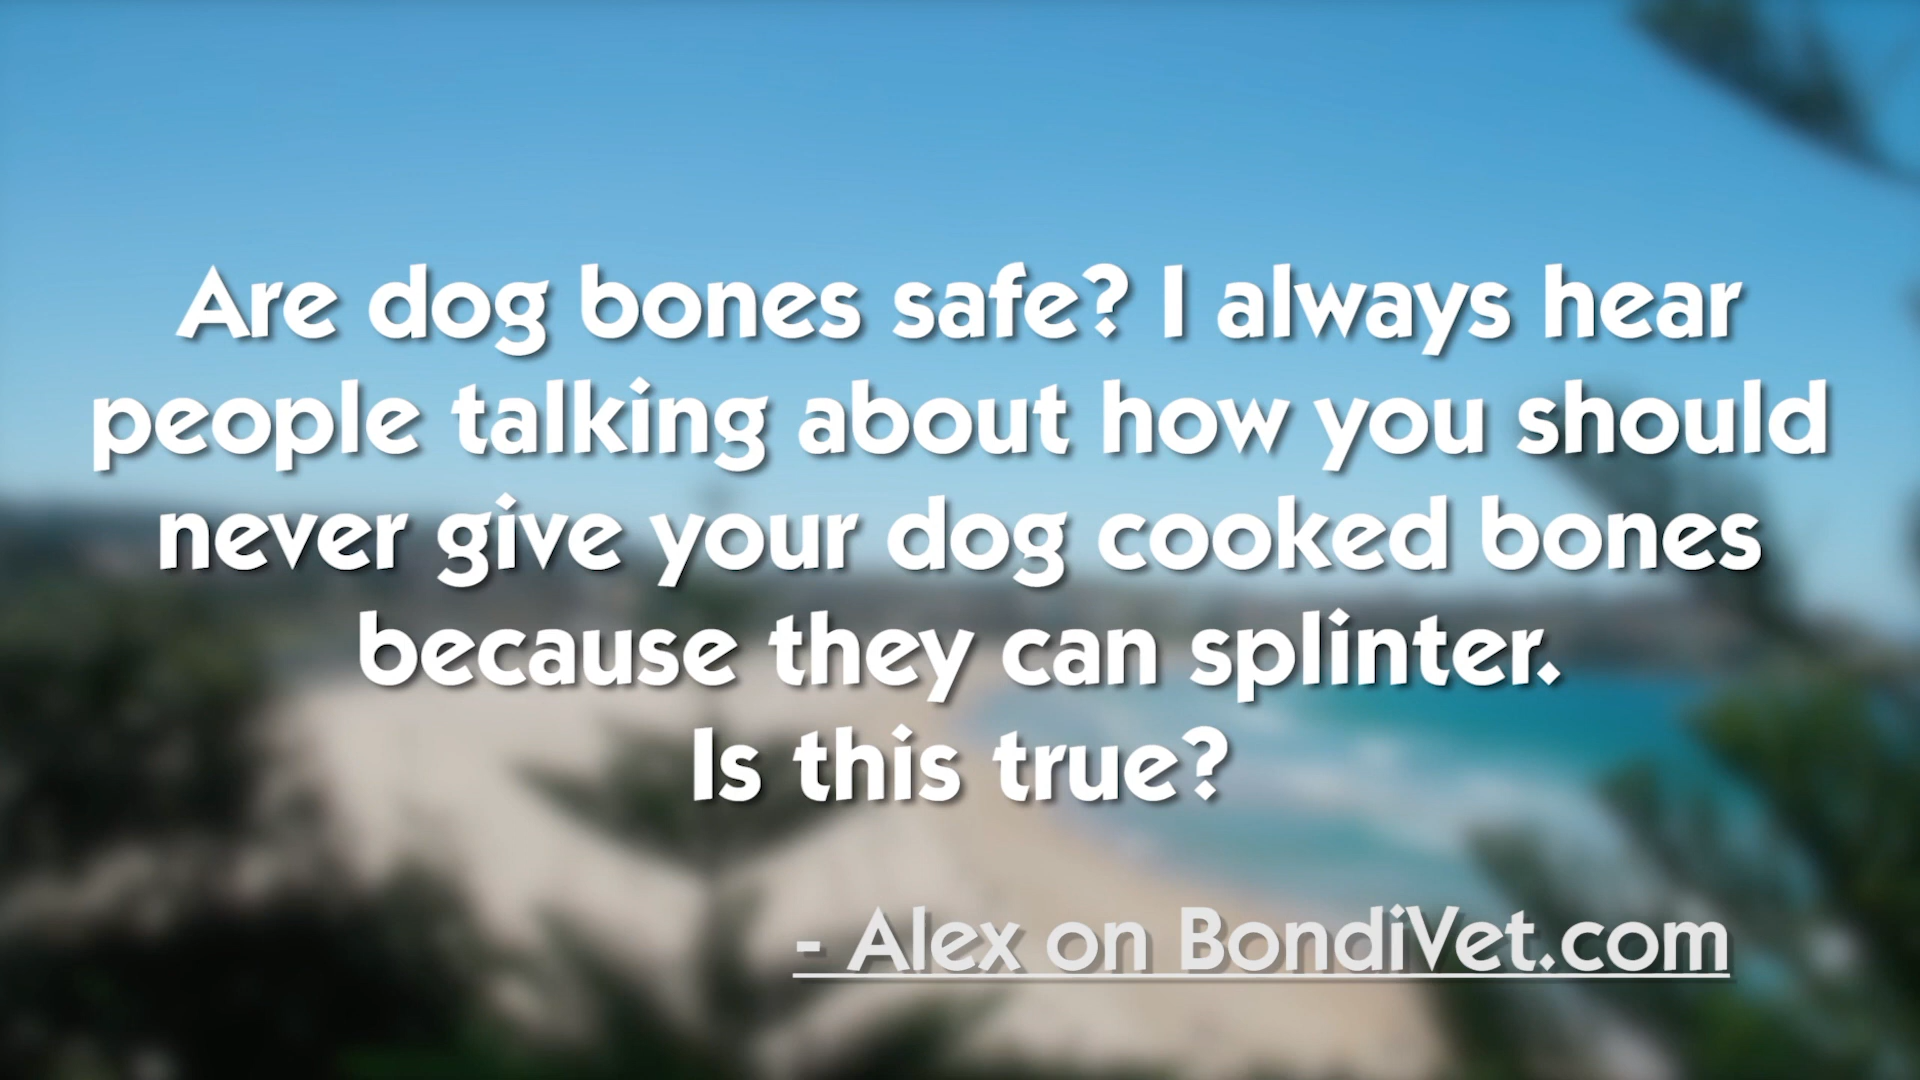 Are dog bones safe? I always hear
people talking about how you should
never give your dog cooked bones
because they can splinter.
Is this true?
- Alex on BondiVet.com